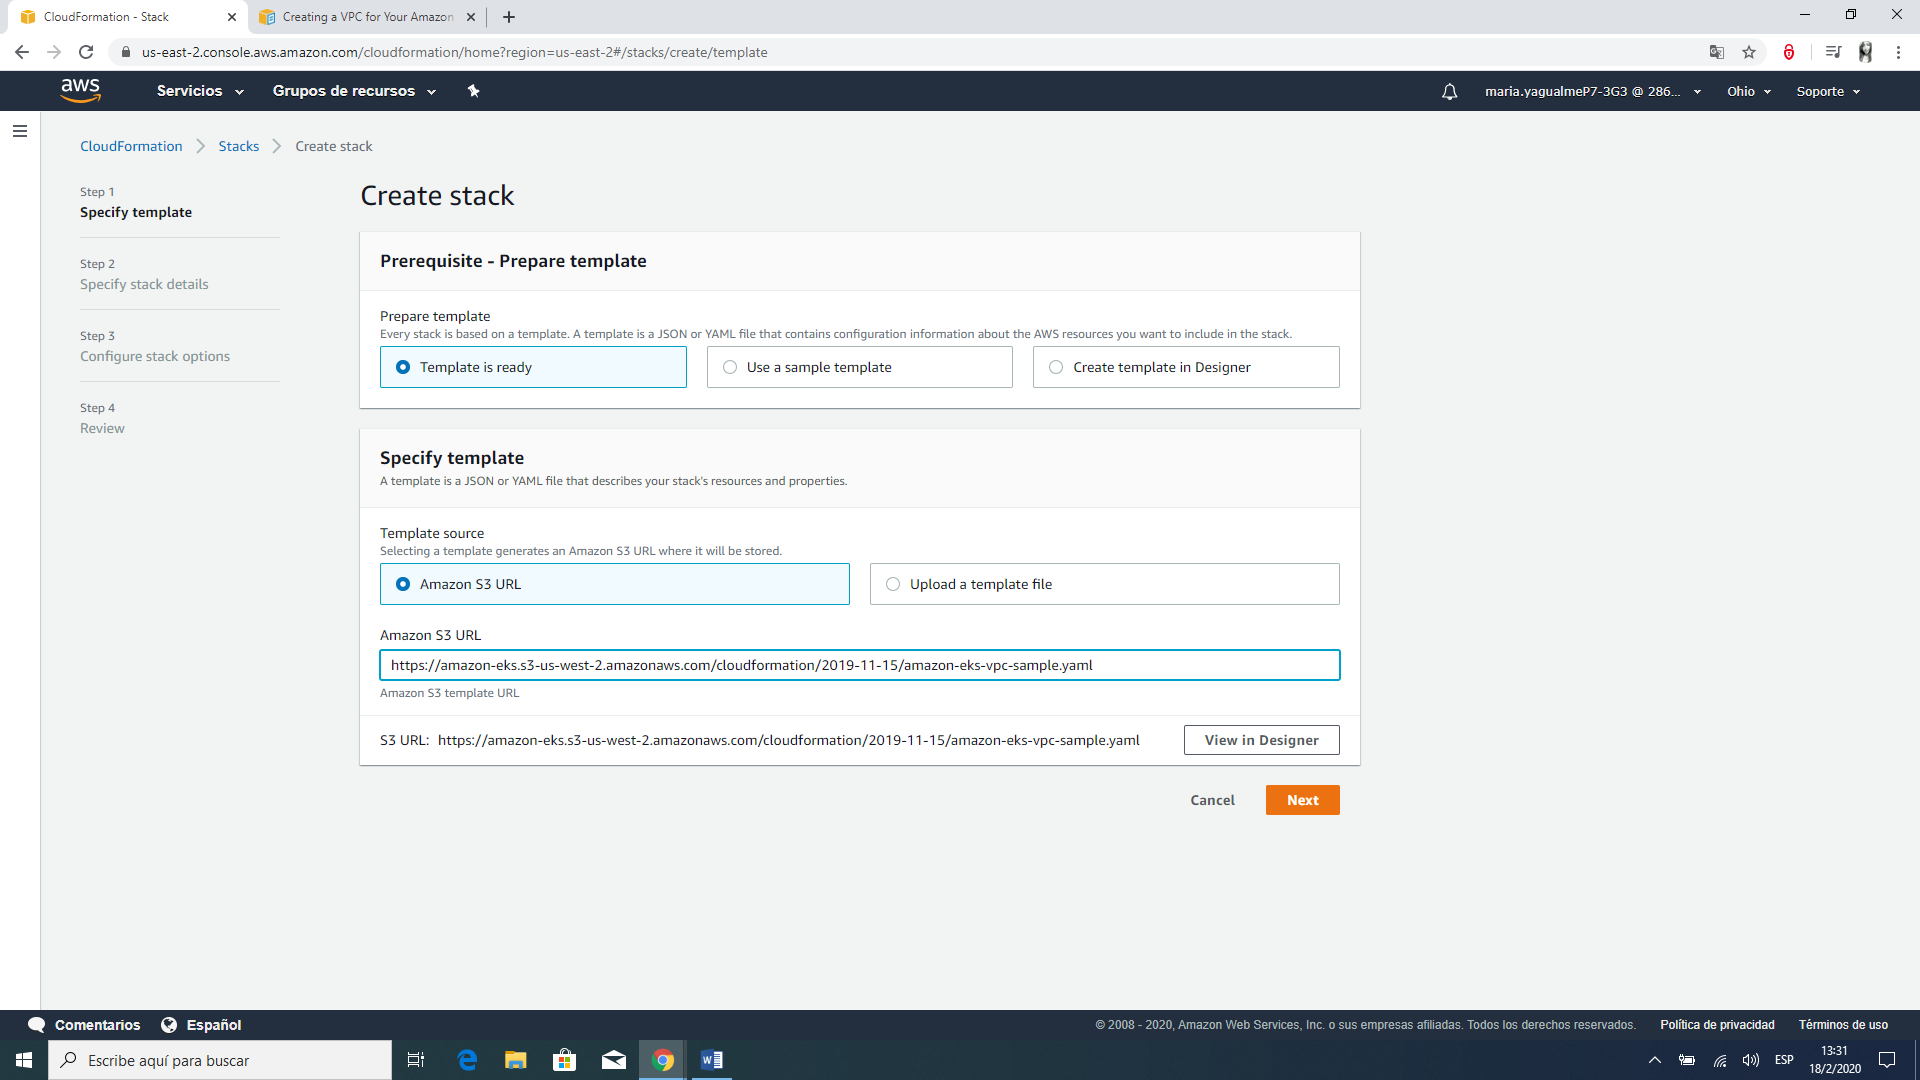 CloudFormation - Stack
Creating a VPC for Your Amazon
us-east-2.console.aws.amazon.com/cloudformation/home?region=us-east-2#/stacks/create/template
aws
Servicios
Grupos de recursos
maria.yagualmeP7-3G3 @ 286...
Ohio
Soporte
CloudFormation
Stacks
Create stack
Step 1
Specify template
Step 2
Specify stack details
Step 3
Configure stack options
Step 4
Review
Create stack
Prerequisite - Prepare template
Prepare template
Every stack is based on a template. A template is a JSON or YAML file that contains configuration information about the AWS resources you want to include in the stack.
Template is ready
Use a sample template
Create template in Designer
Specify template
A template is a JSON or YAML file that describes your stack's resources and properties.
Template source
Selecting a template generates an Amazon S3 URL where it will be stored.
Amazon S3 URL
Upload a template file
Amazon S3 URL
https://amazon-eks.s3-us-west-2.amazonaws.com/cloudformation/2019-11-15/amazon-eks-vpc-sample.yaml
Amazon S3 template URL
S3 URL: https://amazon-eks.s3-us-west-2.amazonaws.com/cloudformation/2019-11-15/amazon-eks-vpc-sample.yaml
View in Designer
Cancel
Next
Comentarios
Español
© 2008 - 2020, Amazon Web Services, Inc. o sus empresas afiliadas. Todos los derechos reservados.
Política de privacidad
Términos de uso
Escribe aquí para buscar
ESP
13:31
18/2/2020